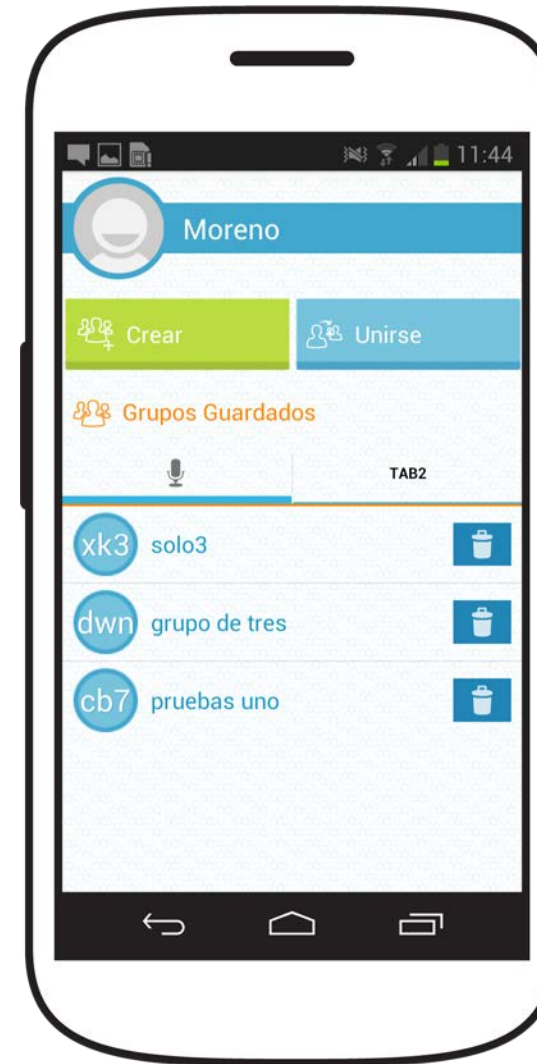 11:44
Moreno
Crear
Unirse
Grupos Guardados
TAB2
xk3 solo3
dwn grupo de tres
cb7 pruebas uno